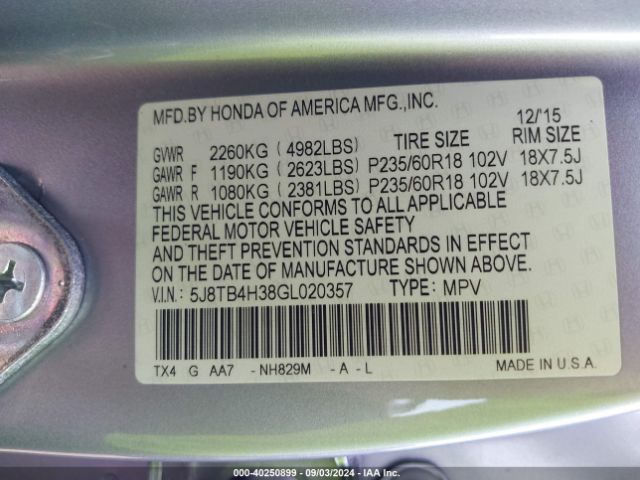 MFD.BY HONDA OF AMERICA MFG.,INC.
12/'15
GVWR 2260KG ( 4982LBS) TIRE SIZE RIM SIZE
GAWR F 1190KG ( 2623LBS) P235/60R18 102V 18X7.5J
GAWR R 1080KG ( 2381LBS) P235/60R18 102V 18X7.5J
THIS VEHICLE CONFORMS TO ALL APPLICABLE
FEDERAL MOTOR VEHICLE SAFETY
AND THEFT PREVENTION STANDARDS IN EFFECT
ON THE DATE OF MANUFACTURE SHOWN ABOVE.
V.I.N.: 5J8TB4H38GL020357 TYPE: MPV
TX4 G AA7 - NH829M - A - L MADE IN U.S.A.
000-40250899 - 09/03/2024 - IAA Inc.